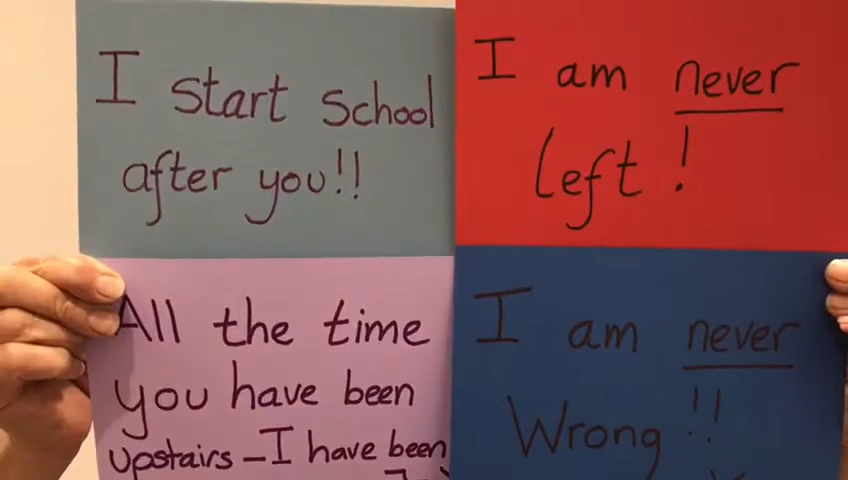 I start school
after you!!
I am never
left!
All the time
you have been
upstairs – I have been
I am never
Wrong!!